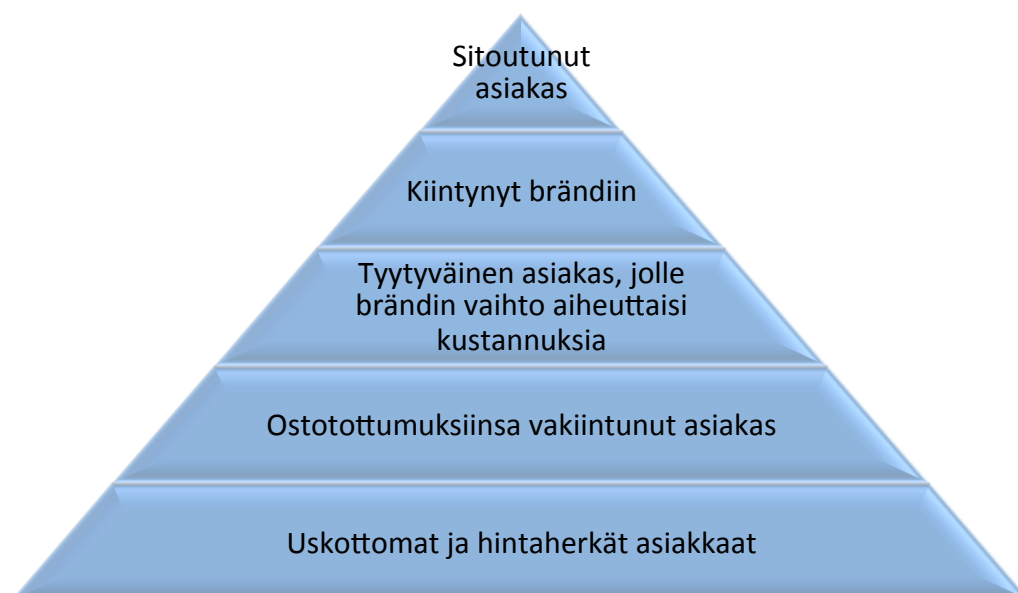 Sitoutunut
asiakas
Kiintynyt brändiin
Tyytyväinen asiakas, jolle
brändin vaihto aiheuttaisi
kustannuksia
Ostotottumuksiinsa vakiintunut asiakas
Uskottomat ja hintaherkät asiakkaat